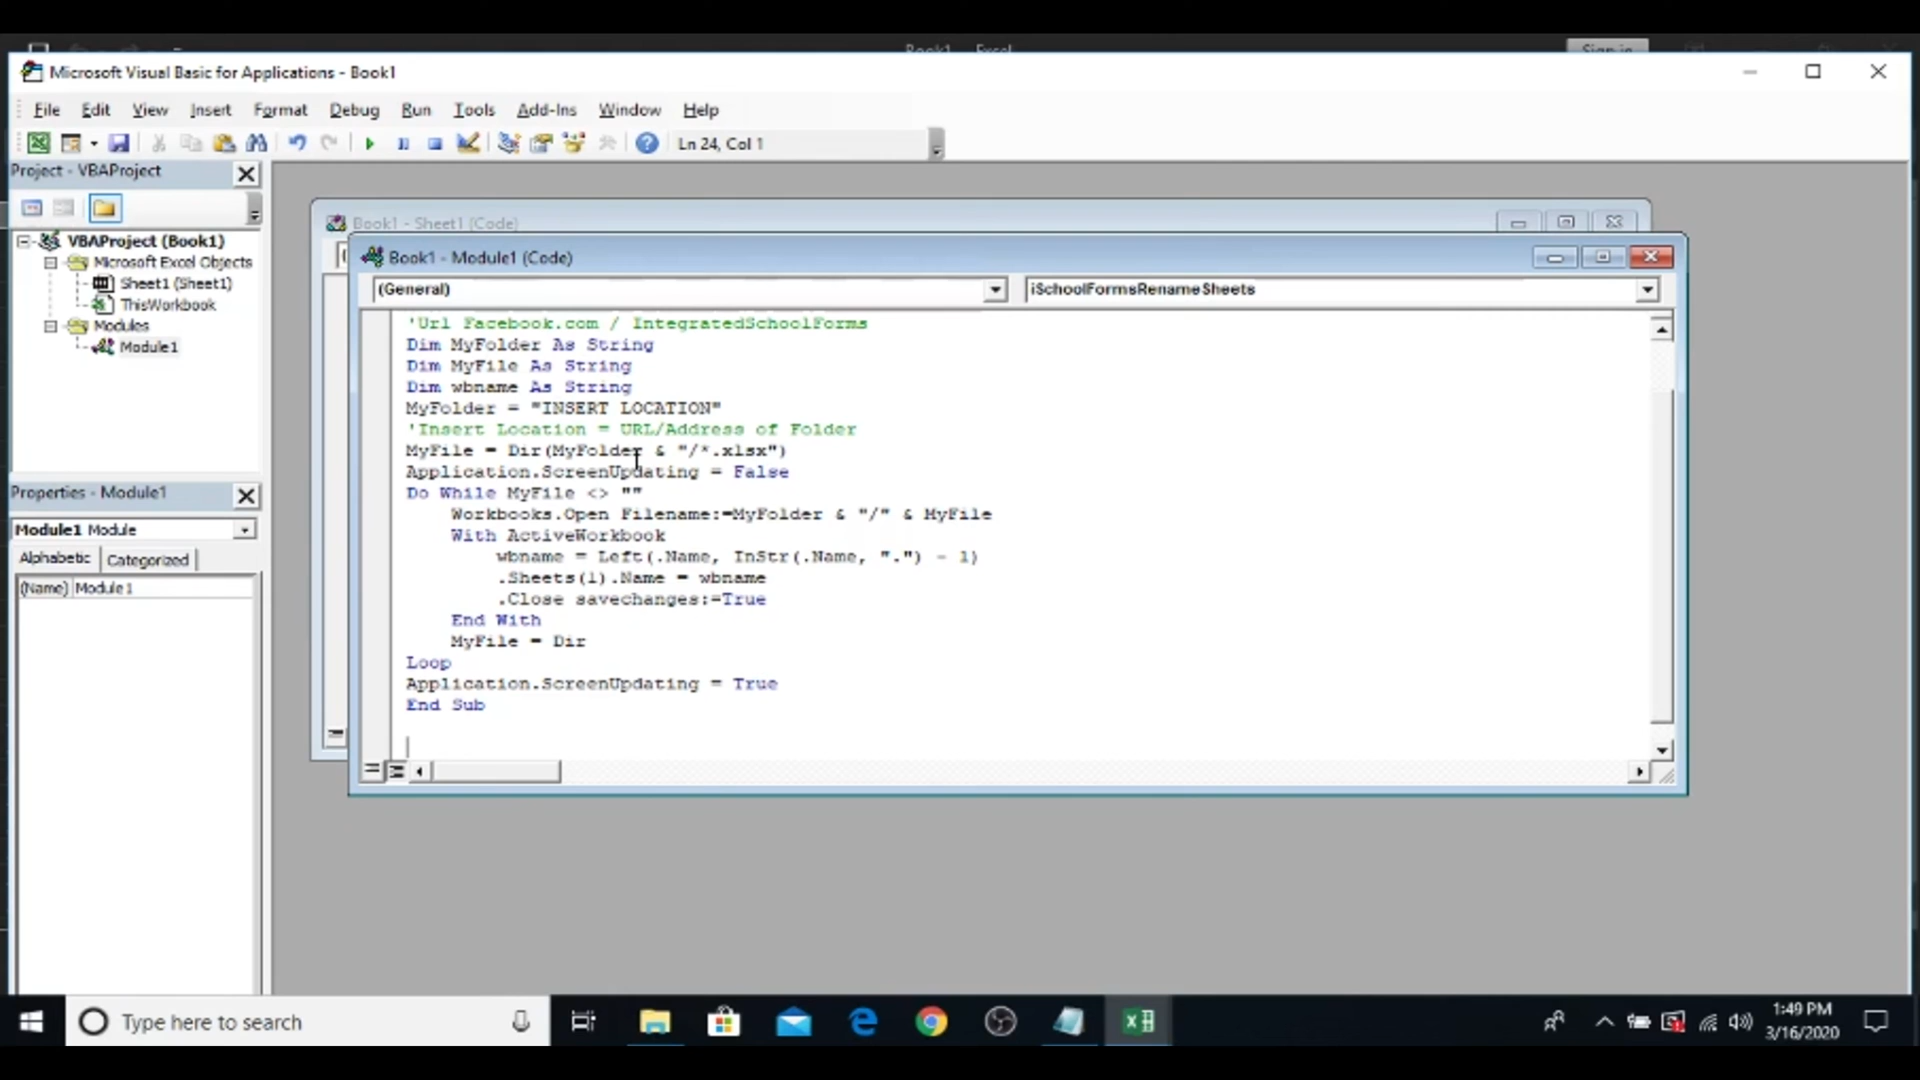 Book1 - Excel
Sign in
Microsoft Visual Basic for Applications - Book1
File Edit View Insert Format Debug Run Tools Add-Ins Window Help
Ln 24, Col 1
Project - VBAProject
VBAProject (Book1)
Microsoft Excel Objects
Sheet1 (Sheet1)
ThisWorkbook
Modules
Module1
Properties - Module1
Module1 Module
Alphabetic Categorized
(Name) Module1
Book1 - Sheet1 (Code)
Book1 - Module1 (Code)
(General) iSchoolFormsRenameSheets
'Url Facebook.com / IntegratedSchoolForms
Dim MyFolder As String
Dim MyFile As String
Dim wbname As String
MyFolder = "INSERT LOCATION"
'Insert Location = URL/Address of Folder
MyFile = Dir(MyFolder & "/*.xlsx")
Application.ScreenUpdating = False
Do While MyFile <> ""
Workbooks.Open Filename:=MyFolder & "/" & MyFile
With ActiveWorkbook
wbname = Left(.Name, InStr(.Name, ".") - 1)
.Sheets(1).Name = wbname
.Close savechanges:=True
End With
MyFile = Dir
Loop
Application.ScreenUpdating = True
End Sub
Type here to search
1:49 PM
3/16/2020